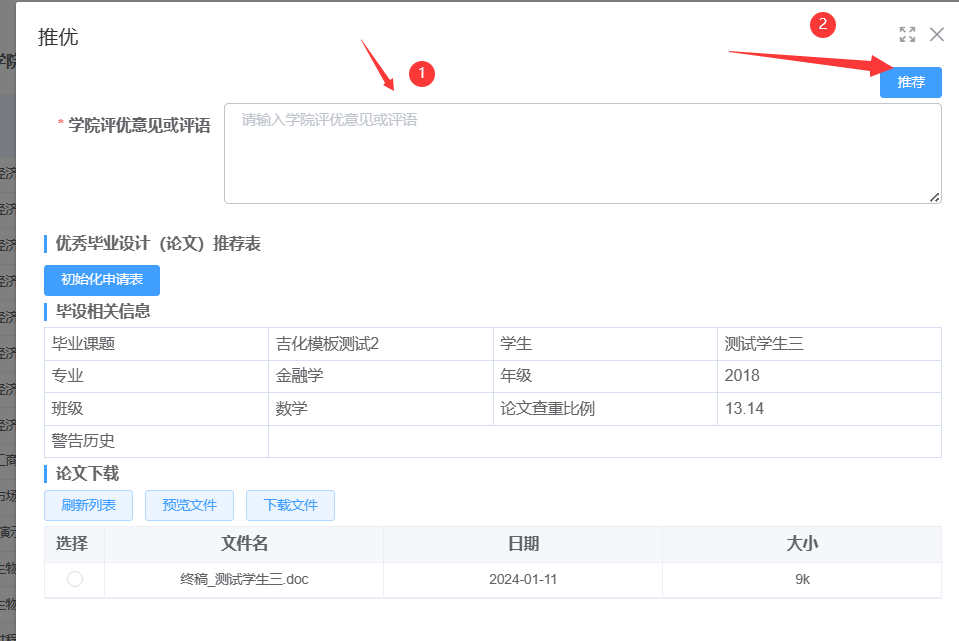 推优
1
2
推荐
* 学院评优意见或评语
请输入学院评优意见或评语
优秀毕业设计（论文）推荐表
初始化申请表
毕设相关信息
毕业课题 吉化模板测试2 学生 测试学生三
专业 金融学 年级 2018
班级 数学 论文查重比例 13.14
警告历史
论文下载
刷新列表 预览文件 下载文件
选择 文件名 日期 大小
终稿_测试学生三.doc 2024-01-11 9k